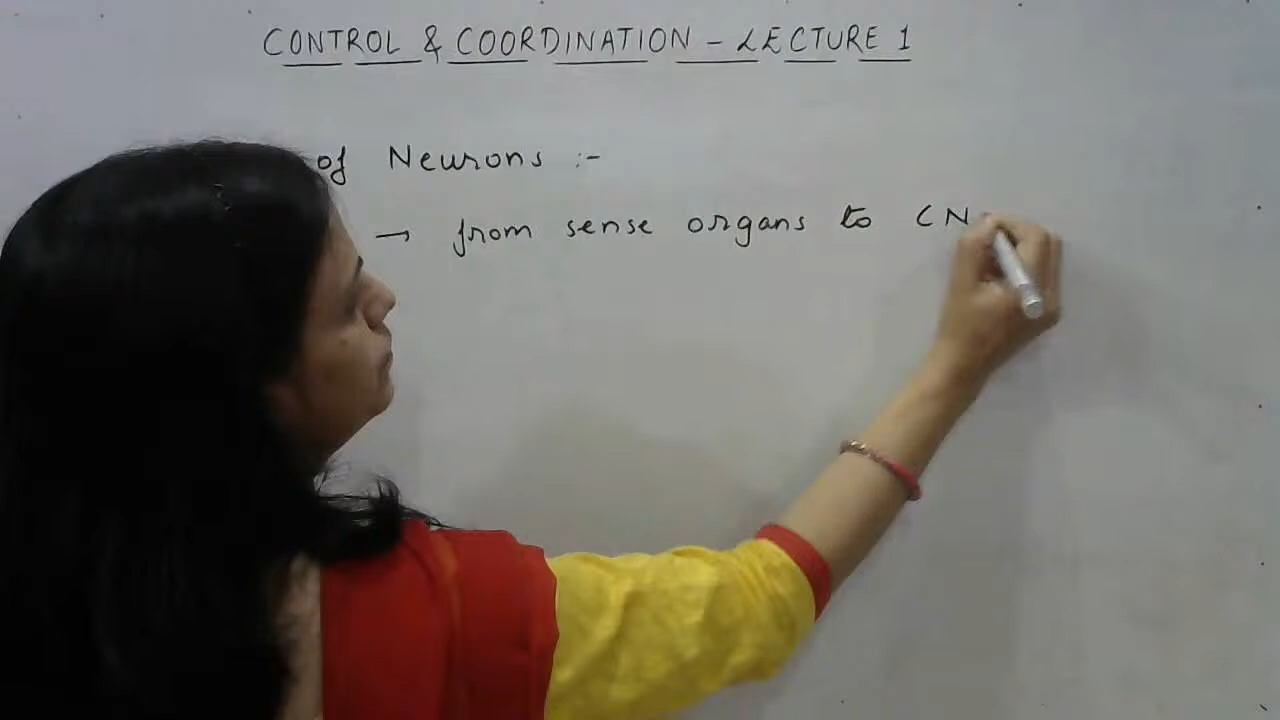 CONTROL & COORDINATION - LECTURE 1
of Neurons :-
→ from sense organs to CN